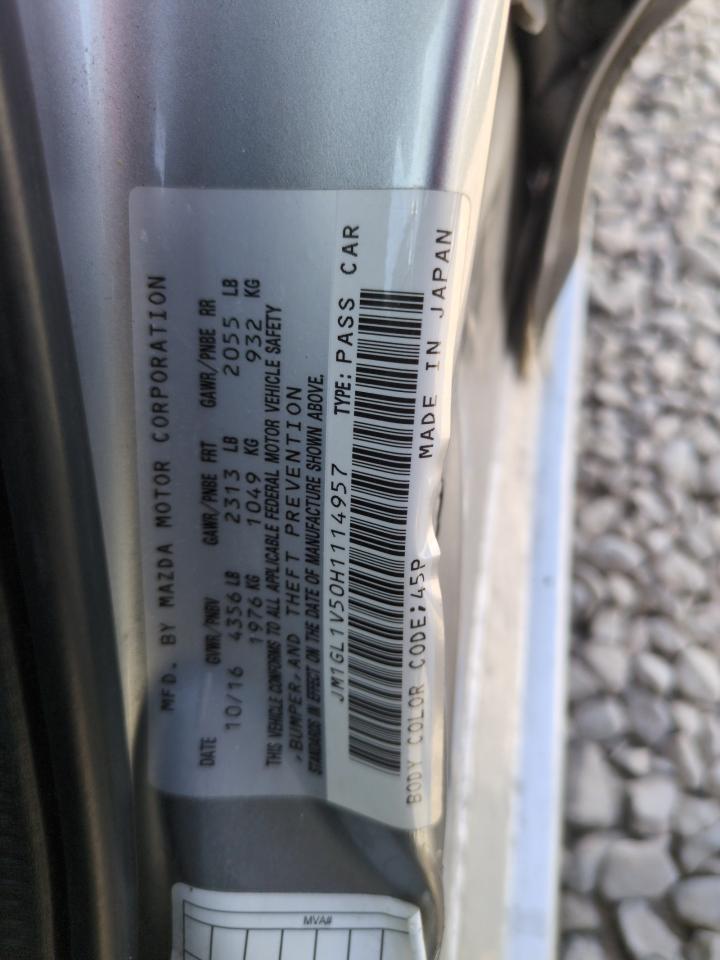 MFD. BY MAZDA MOTOR CORPORATION
DATE GVWR/PNBV GAWR/PNBE FRT GAWR/PNBE RR
10/16 4356 LB 2313 LB 2055 LB
1976 KG 1049 KG 932 KG
THIS VEHICLE CONFORMS TO ALL APPLICABLE FEDERAL MOTOR VEHICLE SAFETY
,BUMPER, AND THEFT PREVENTION
STANDARDS IN EFFECT ON THE DATE OF MANUFACTURE SHOWN ABOVE.
JM1GL1V50H1114957 TYPE: PASS CAR
BODY COLOR CODE:45P MADE IN JAPAN
MVA#